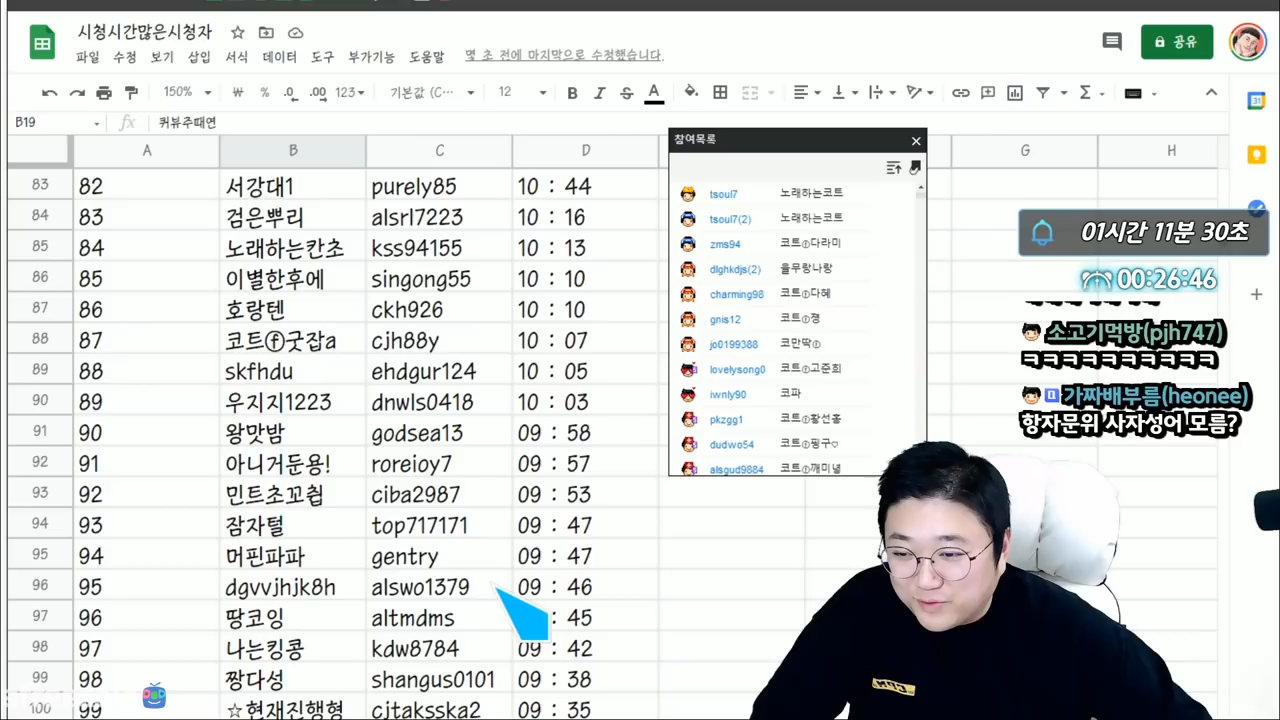 시청시간많은시청자
파일 수정 보기 삽입 서식 데이터 도구 부가기능 도움말 몇 초 전에 마지막으로 수정했습니다.
공유
150% ₩ % .0 .00 123 기본값 (C… 12 B I S A
B19 fx 커뷰주때연
A B C D G H
83 82 서강대1 purely85 10 : 44
84 83 검은뿌리 alsrl7223 10 : 16
85 84 노래하는칸초 kss94155 10 : 13
86 85 이별한후에 singong55 10 : 10
87 86 호랑텐 ckh926 10 : 10
88 87 코트ⓕ굿잡a cjh88y 10 : 07
89 88 skfhdu ehdgur124 10 : 05
90 89 우지지1223 dnwls0418 10 : 03
91 90 왕맛밤 godsea13 09 : 58
92 91 아니거둔용! roreioy7 09 : 57
93 92 민트초꼬췸 ciba2987 09 : 53
94 93 잠자털 top717171 09 : 47
95 94 머핀파파 gentry 09 : 47
96 95 dgvvjhjk8h alswo1379 09 : 46
97 96 땅코잉 altmdms : 45
98 97 나는킹콩 kdw8784 09 : 42
99 98 짱다성 shangus0101 09 : 38
100 99 ☆현재진행형 cjtaksska2 09 : 35
참여목록
tsoul7 노래하는코트
tsoul7(2) 노래하는코트
zms94 코트ⓕ다라미
dlghkdjs(2) 율무랑나랑
charming98 코트ⓕ다혜
gnis12 코트ⓕ졍
jo0199388 코만딱ⓕ
lovelysong0 코트ⓕ고준희
iwnly90 코파
pkzgg1 코트ⓕ황선홍
dudwo54 코트ⓕ핑구♡
alsgud9884 코트ⓕ깨미녕
01시간 11분 30초
00:26:46
소고기먹방(pjh747)
ㅋㅋㅋㅋㅋㅋㅋㅋㅋㅋ
가짜배부름(heonee)
항자문위 사자성어 모름?